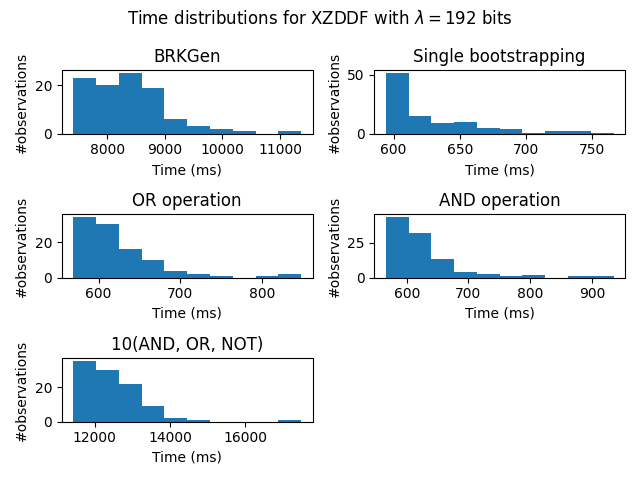 Time distributions for XZDDF with λ = 192 bits
BRKGen
#observations
20
0
8000 9000 10000 11000
Time (ms)
Single bootstrapping
#observations
50
0
600 650 700 750
Time (ms)
OR operation
#observations
20
0
600 700 800
Time (ms)
AND operation
#observations
25
0
600 700 800 900
Time (ms)
10(AND, OR, NOT)
#observations
20
0
12000 14000 16000
Time (ms)